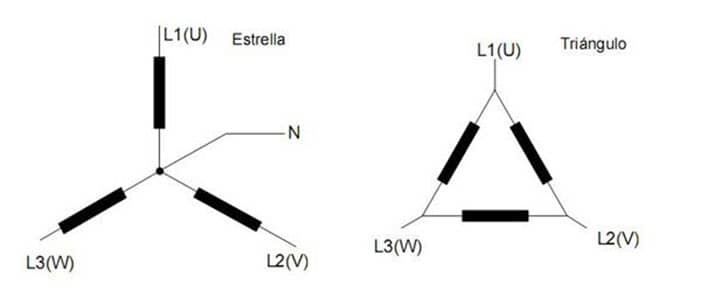 L1(U)
Estrella
N
L3(W)
L2(V)
L1(U)
Triángulo
L3(W)
L2(V)